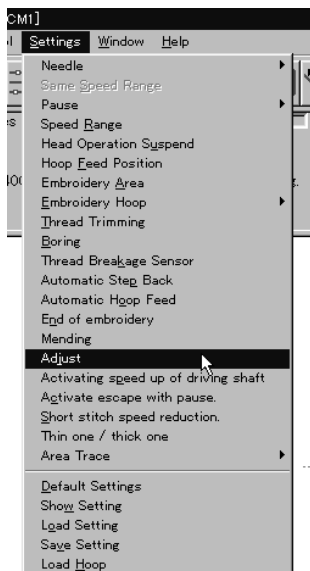 CM1]
Settings Window Help
Needle
Same Speed Range
Pause
Speed Range
Head Operation Suspend
Hoop Feed Position
Embroidery Area
Embroidery Hoop
Thread Trimming
Boring
Thread Breakage Sensor
Automatic Step Back
Automatic Hoop Feed
End of embroidery
Mending
Adjust
Activating speed up of driving shaft
Activate escape with pause.
Short stitch speed reduction.
Thin one / thick one
Area Trace
Default Settings
Show Setting
Load Setting
Save Setting
Load Hoop